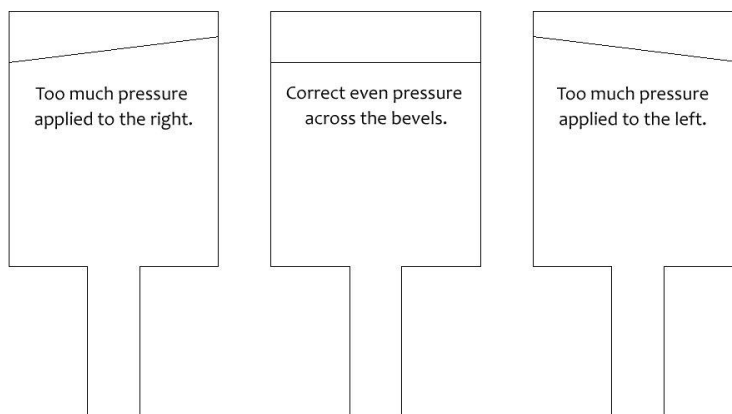 Too much pressure
applied to the right.
Correct even pressure
across the bevels.
Too much pressure
applied to the left.